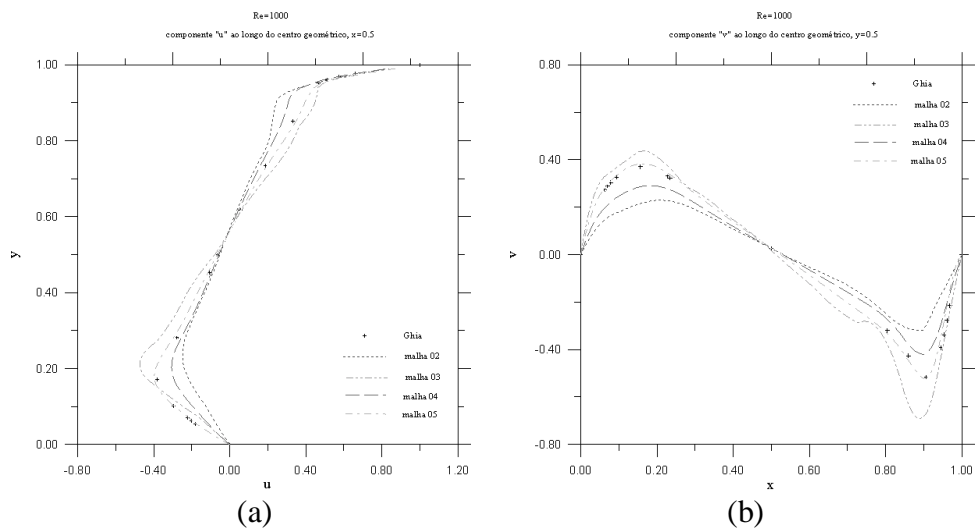 Re=1000
componente "u" ao longo do centro geométrico, x=0.5
1.00
0.80
0.60
y
0.40
0.20
0.00
Ghia
malha 02
malha 03
malha 04
malha 05
-0.80 -0.40 0.00 0.40 0.80 1.20
u
(a)
Re=1000
componente "v" ao longo do centro geométrico, y=0.5
0.80
0.40
v
0.00
-0.40
-0.80
Ghia
malha 02
malha 03
malha 04
malha 05
0.00 0.20 0.40 0.60 0.80 1.00
x
(b)